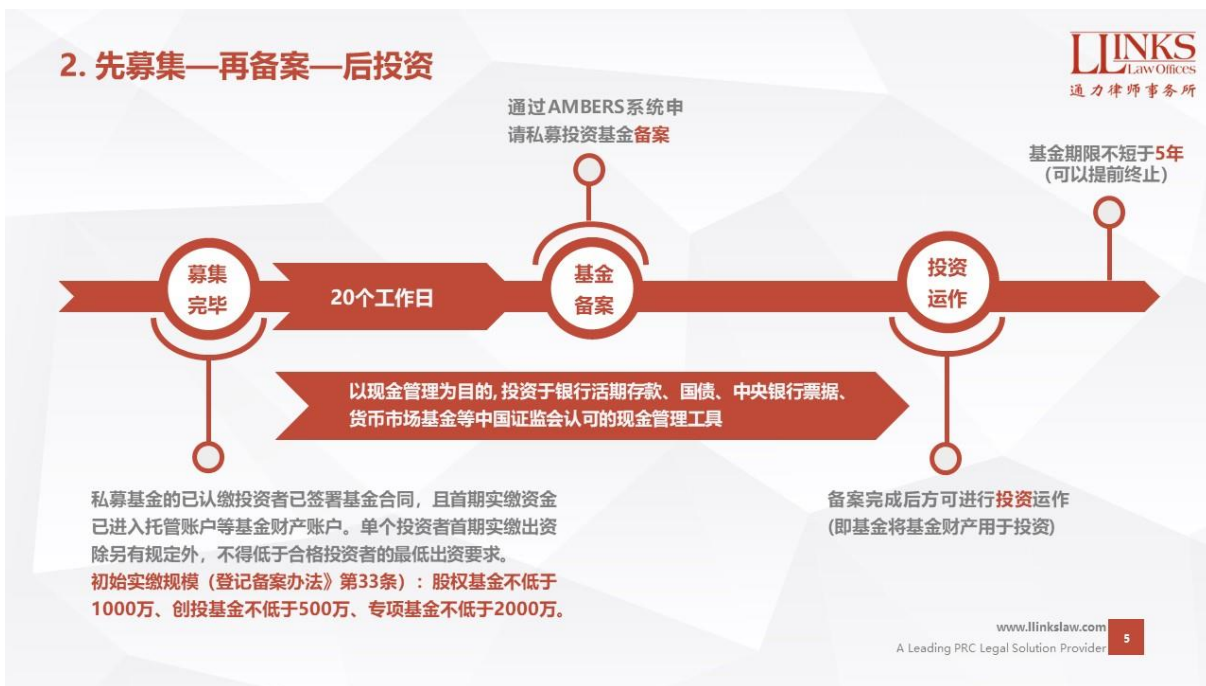 2. 先募集—再备案—后投资
LLINKS
LAW OFFICES
通力律师事务所
通过AMBERS系统申
请私募投资基金备案
基金期限不短于5年
(可以提前终止)
募集
完毕
20个工作日
基金
备案
投资
运作
以现金管理为目的,投资于银行活期存款、国债、中央银行票据、
货币市场基金等中国证监会认可的现金管理工具
私募基金的已认缴投资者已签署基金合同，且首期实缴资金
已进入托管账户等基金财产账户。单个投资者首期实缴出资
除另有规定外，不得低于合格投资者的最低出资要求。
初始实缴规模（登记备案办法》第33条）：股权基金不低于
1000万、创投基金不低于500万、专项基金不低于2000万。
备案完成后方可进行投资运作
(即基金将基金财产用于投资)
www.llinkslaw.com
A Leading PRC Legal Solution Provider
5